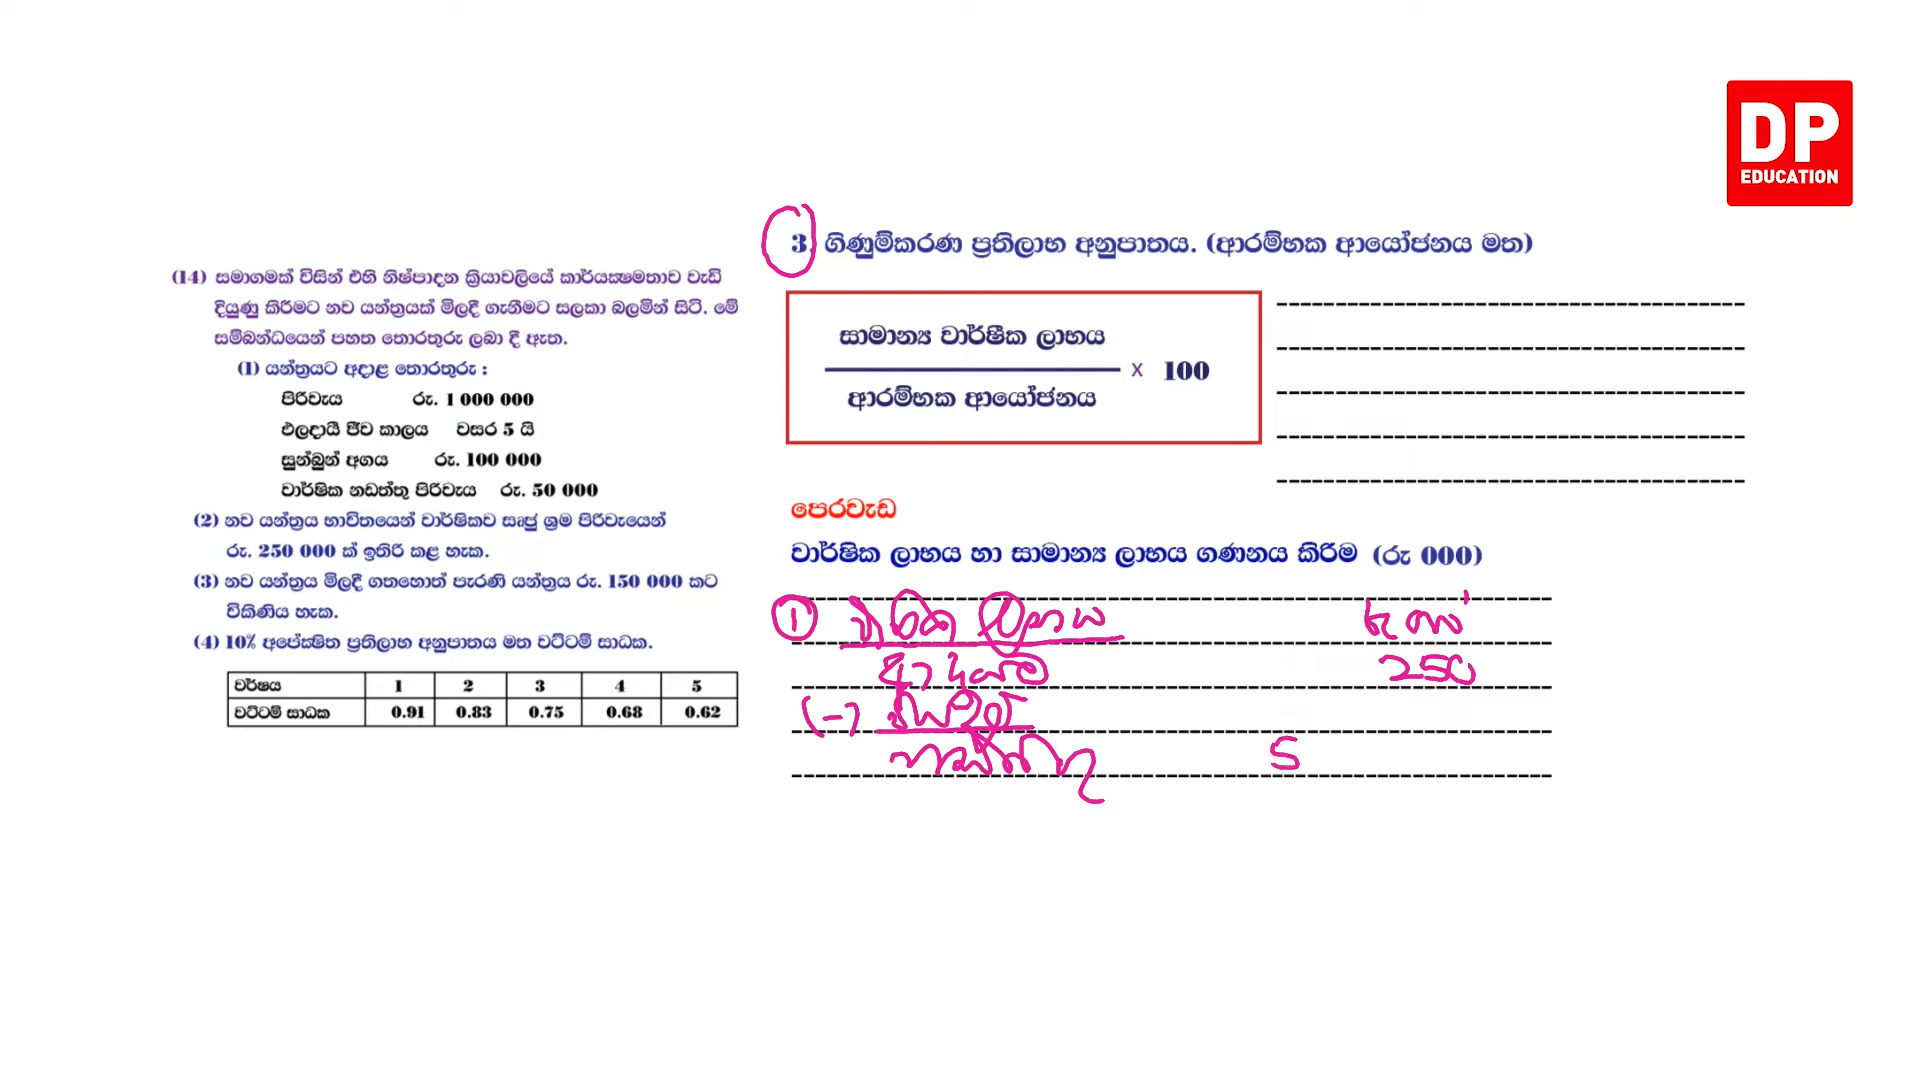 DP
EDUCATION
(14) සමාගමක් විසින් එහි නිෂ්පාදන ක්‍රියාවලියේ කාර්යක්‍ෂමතාව වැඩි
දියුණු කිරීමට නව යන්ත්‍රයක් මිලදී ගැනීමට සලකා බලමින් සිටී. මේ
සම්බන්ධයෙන් පහත තොරතුරු ලබා දී ඇත.
(1) යන්ත්‍රයට අදාළ තොරතුරු :
පිරිවැය රු. 1 000 000
ඵලදායී ජීව කාලය වසර 5 යි
සුන්බුන් අගය රු. 100 000
වාර්ෂික නඩත්තු පිරිවැය රු. 50 000
(2) නව යන්ත්‍රය භාවිතයෙන් වාර්ෂිකව සෘජු ශ්‍රම පිරිවැයෙන්
රු. 250 000 ක් ඉතිරි කළ හැක.
(3) නව යන්ත්‍රය මිලදී ගතහොත් පැරණි යන්ත්‍රය රු. 150 000 කට
විකිණිය හැක.
(4) 10% අපේක්‍ෂිත ප්‍රතිලාභ අනුපාතය මත වට්ටම් සාධක.
වර්ෂය 1 2 3 4 5
වට්ටම් සාධක 0.91 0.83 0.75 0.68 0.62
3. ගිණුම්කරණ ප්‍රතිලාභ අනුපාතය. (ආරම්භක ආයෝජනය මත)
සාමාන්‍ය වාර්ෂීක ලාභය
x 100
ආරම්භක ආයෝජනය
පෙරවැඩ
වාර්ෂික ලාභය හා සාමාන්‍ය ලාභය ගණනය කිරිම (රු 000)
1 වාර්ෂික ලාභය
ආදායම 250
(-)
නඩත්තු 5